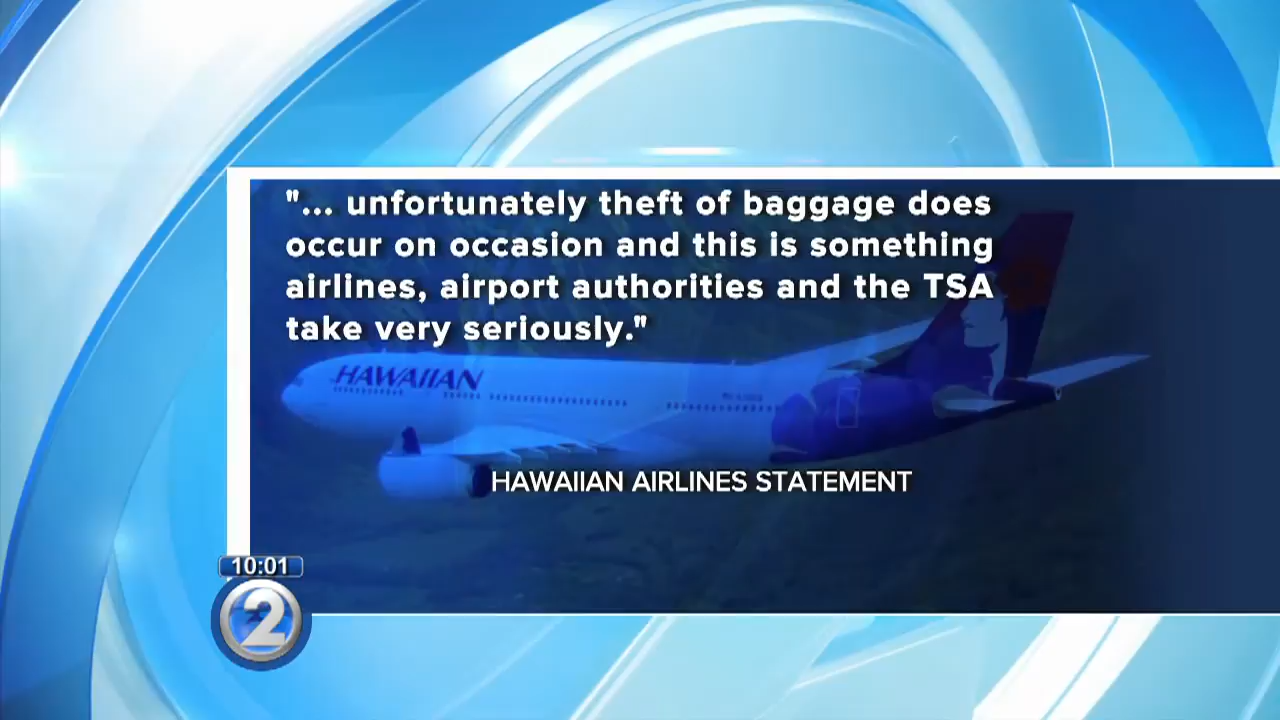 "... unfortunately theft of baggage does
occur on occasion and this is something
airlines, airport authorities and the TSA
take very seriously."
HAWAIIAN
HAWAIIAN AIRLINES STATEMENT
10:01
2